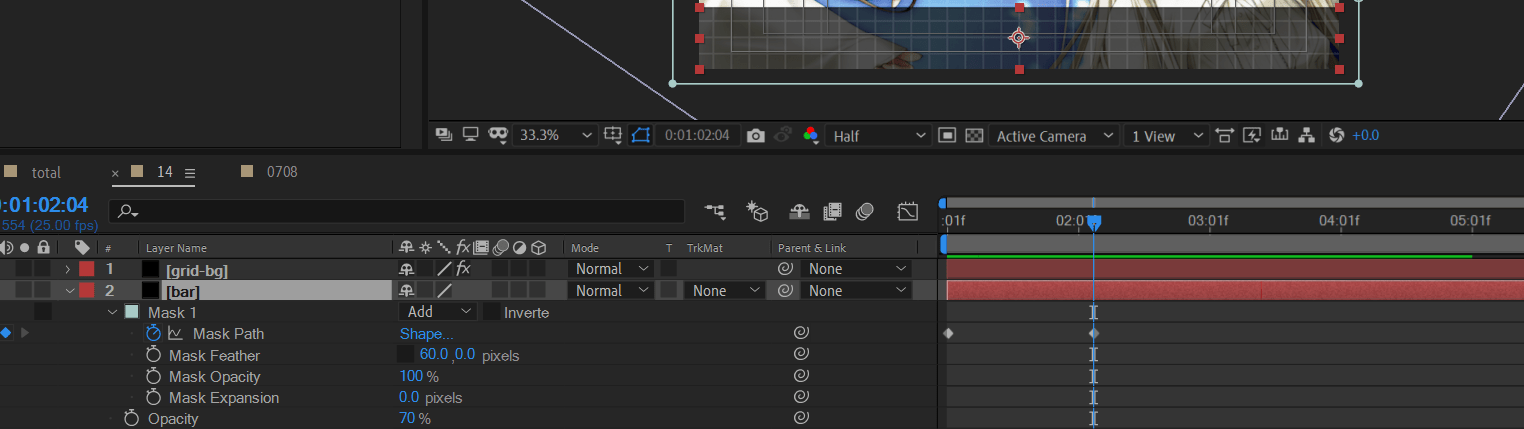 33.3% 0:01:02:04 Half Active Camera 1 View +0.0
total × 14 0708
0:01:02:04
554 (25.00 fps)
:01f 02:01f 03:01f 04:01f 05:01f
# Layer Name fx Mode T TrkMat Parent & Link
1 [grid-bg] fx Normal None
2 [bar] Normal None None
Mask 1 Add Inverte
Mask Path Shape...
Mask Feather 60.0,0.0 pixels
Mask Opacity 100 %
Mask Expansion 0.0 pixels
Opacity 70 %